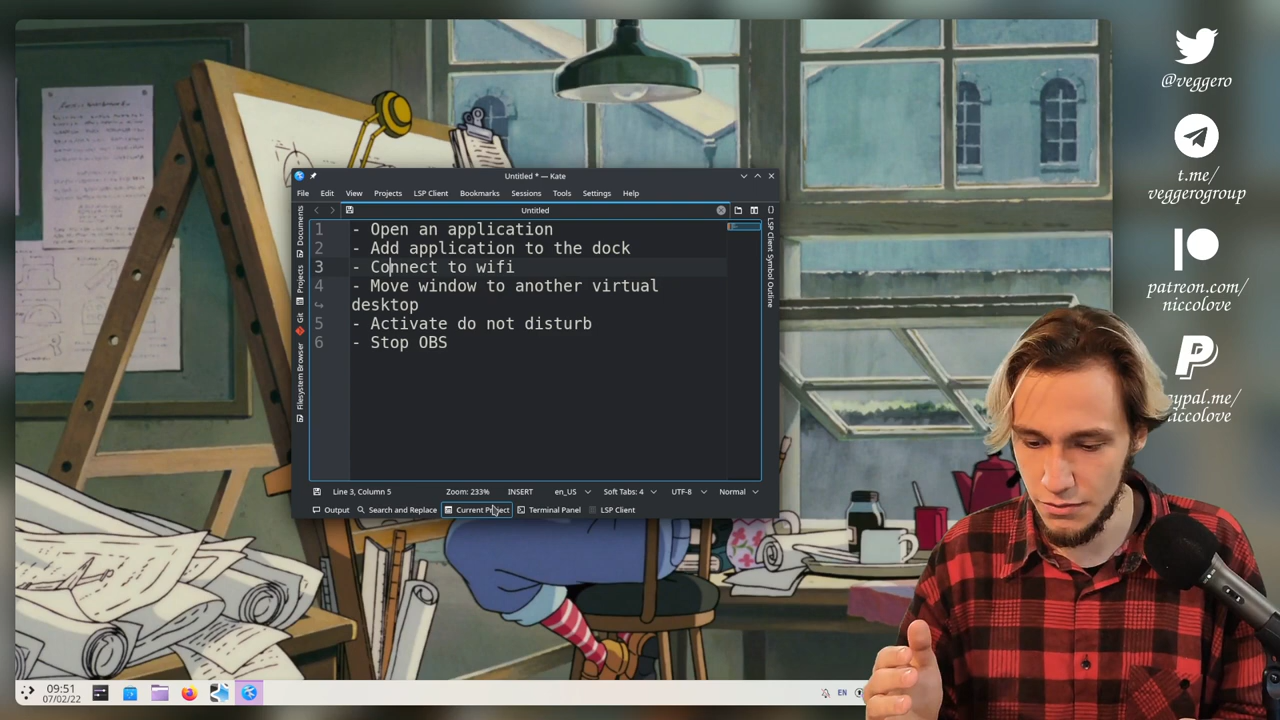 @veggero
t.me/
veggerogroup
patreon.com/
niccolove
aypal.me/
iccolove
Untitled * — Kate
File Edit View Projects LSP Client Bookmarks Sessions Tools Settings Help
Untitled
Documents
Projects
Git
Filesystem Browser
LSP Client Symbol Outline
1 - Open an application
2 - Add application to the dock
3 - Connect to wifi
4 - Move window to another virtual
desktop
5 - Activate do not disturb
6 - Stop OBS
Line 3, Column 5 Zoom: 233% INSERT en_US Soft Tabs: 4 UTF-8 Normal
Output Search and Replace Current Project Terminal Panel LSP Client
09:51
07/02/22
EN